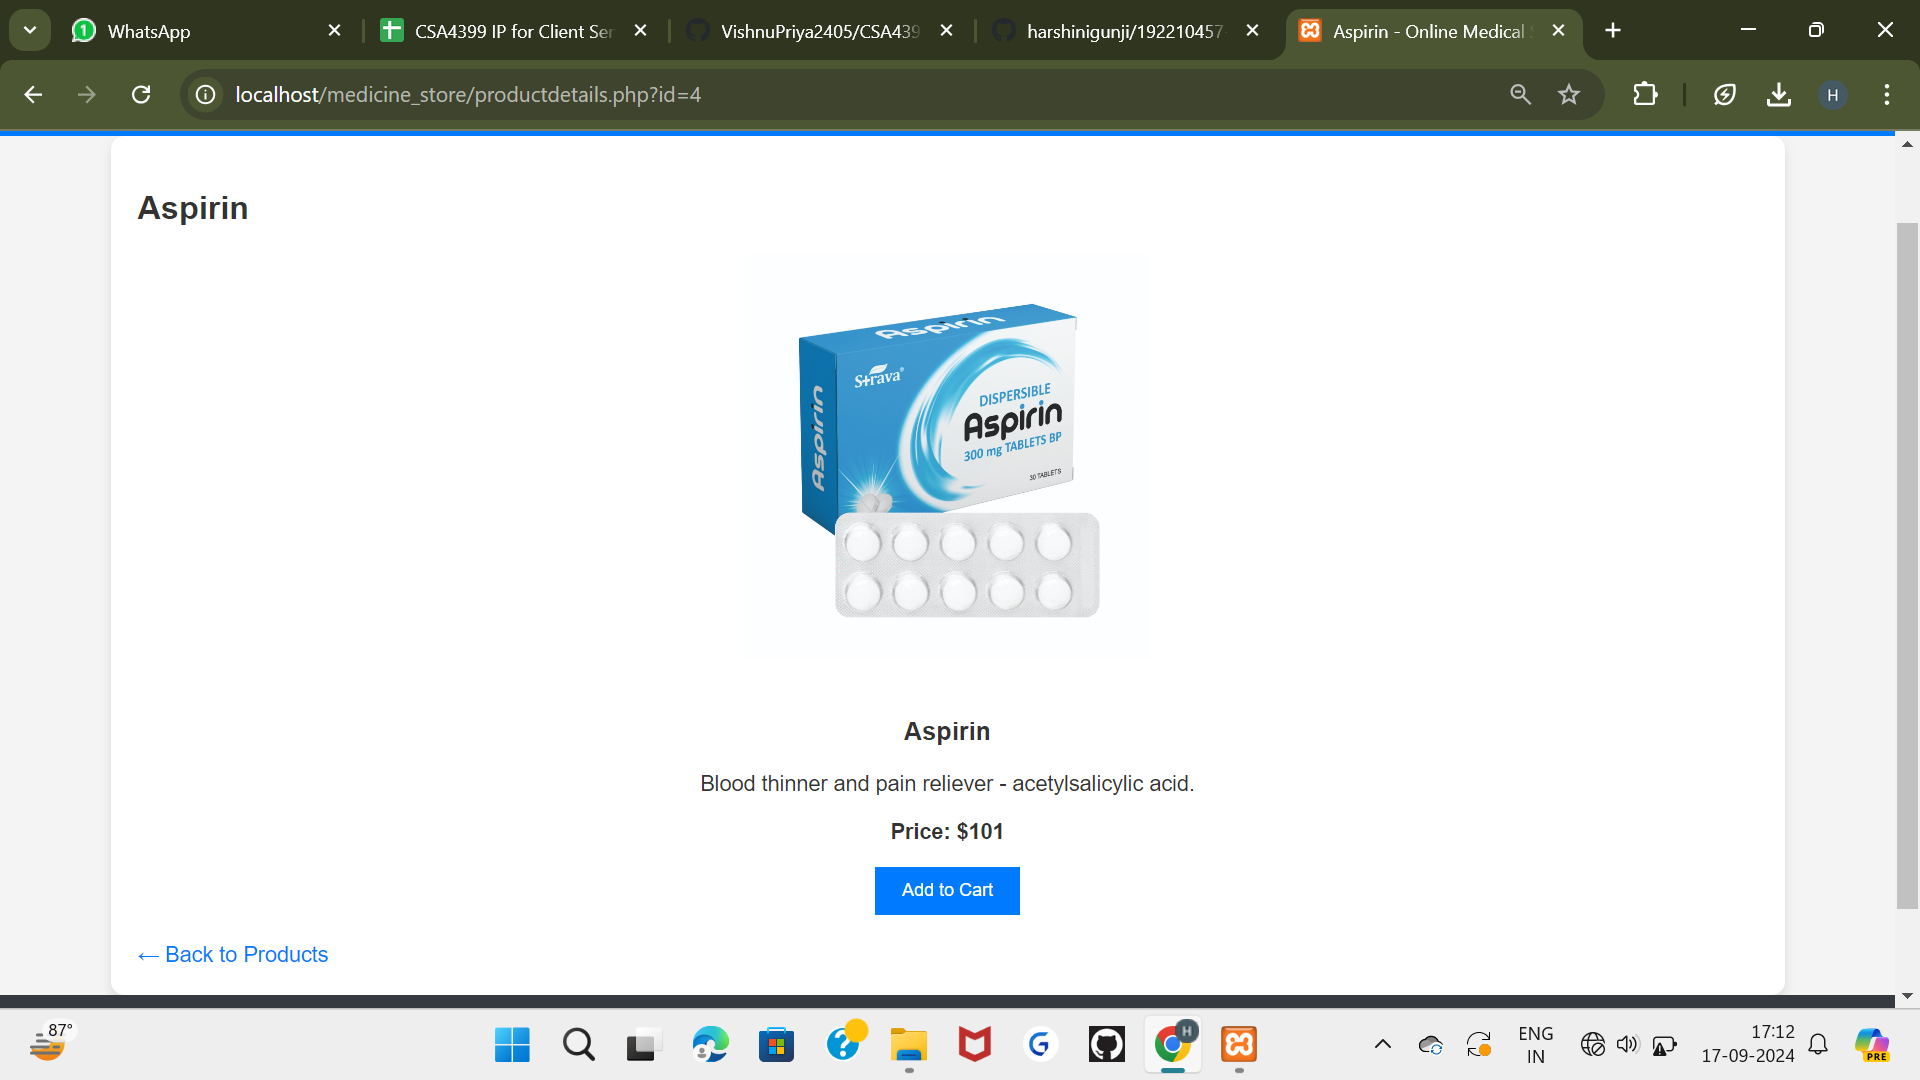 WhatsApp
CSA4399 IP for Client Ser
VishnuPriya2405/CSA439
harshinigunji/192210457
Aspirin - Online Medical S
localhost/medicine_store/productdetails.php?id=4
H
Aspirin
Aspirin
Strava®
DISPERSIBLE
Aspirin
300 mg TABLETS BP
30 TABLETS
Aspirin
Aspirin
Blood thinner and pain reliever - acetylsalicylic acid.
Price: $101
Add to Cart
← Back to Products
87°
H
ENG
IN
17:12
17-09-2024
PRE